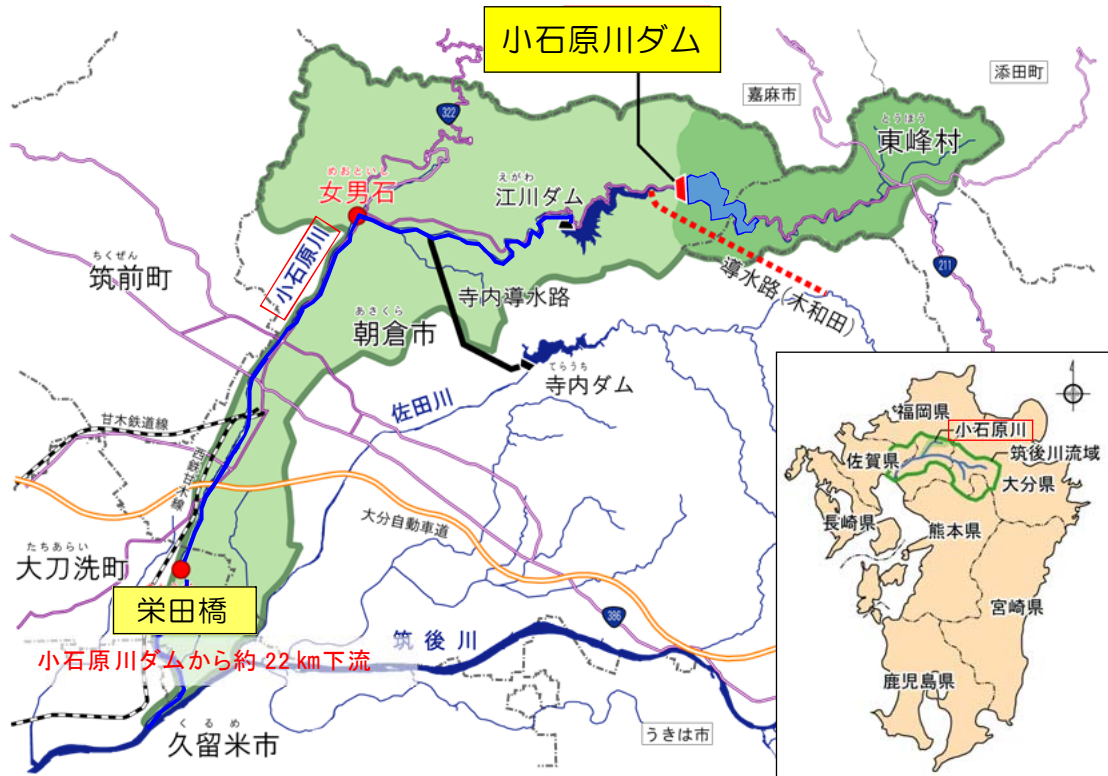 小石原川ダム
添田町
嘉麻市
とうほう
東峰村
322
めおといし
女男石
えがわ
江川ダム
小石原川
ちくぜん
筑前町
211
導水路(木和田)
寺内導水路
あさくら
朝倉市
てらうち
寺内ダム
佐田川
甘木鉄道線
西鉄甘木線
大分自動車道
たちあらい
大刀洗町
栄田橋
386
筑後川
小石原川ダムから約22km下流
うきは市
くるめ
久留米市
福岡県
小石原川
筑後川流域
佐賀県
大分県
長崎県
熊本県
宮崎県
鹿児島県